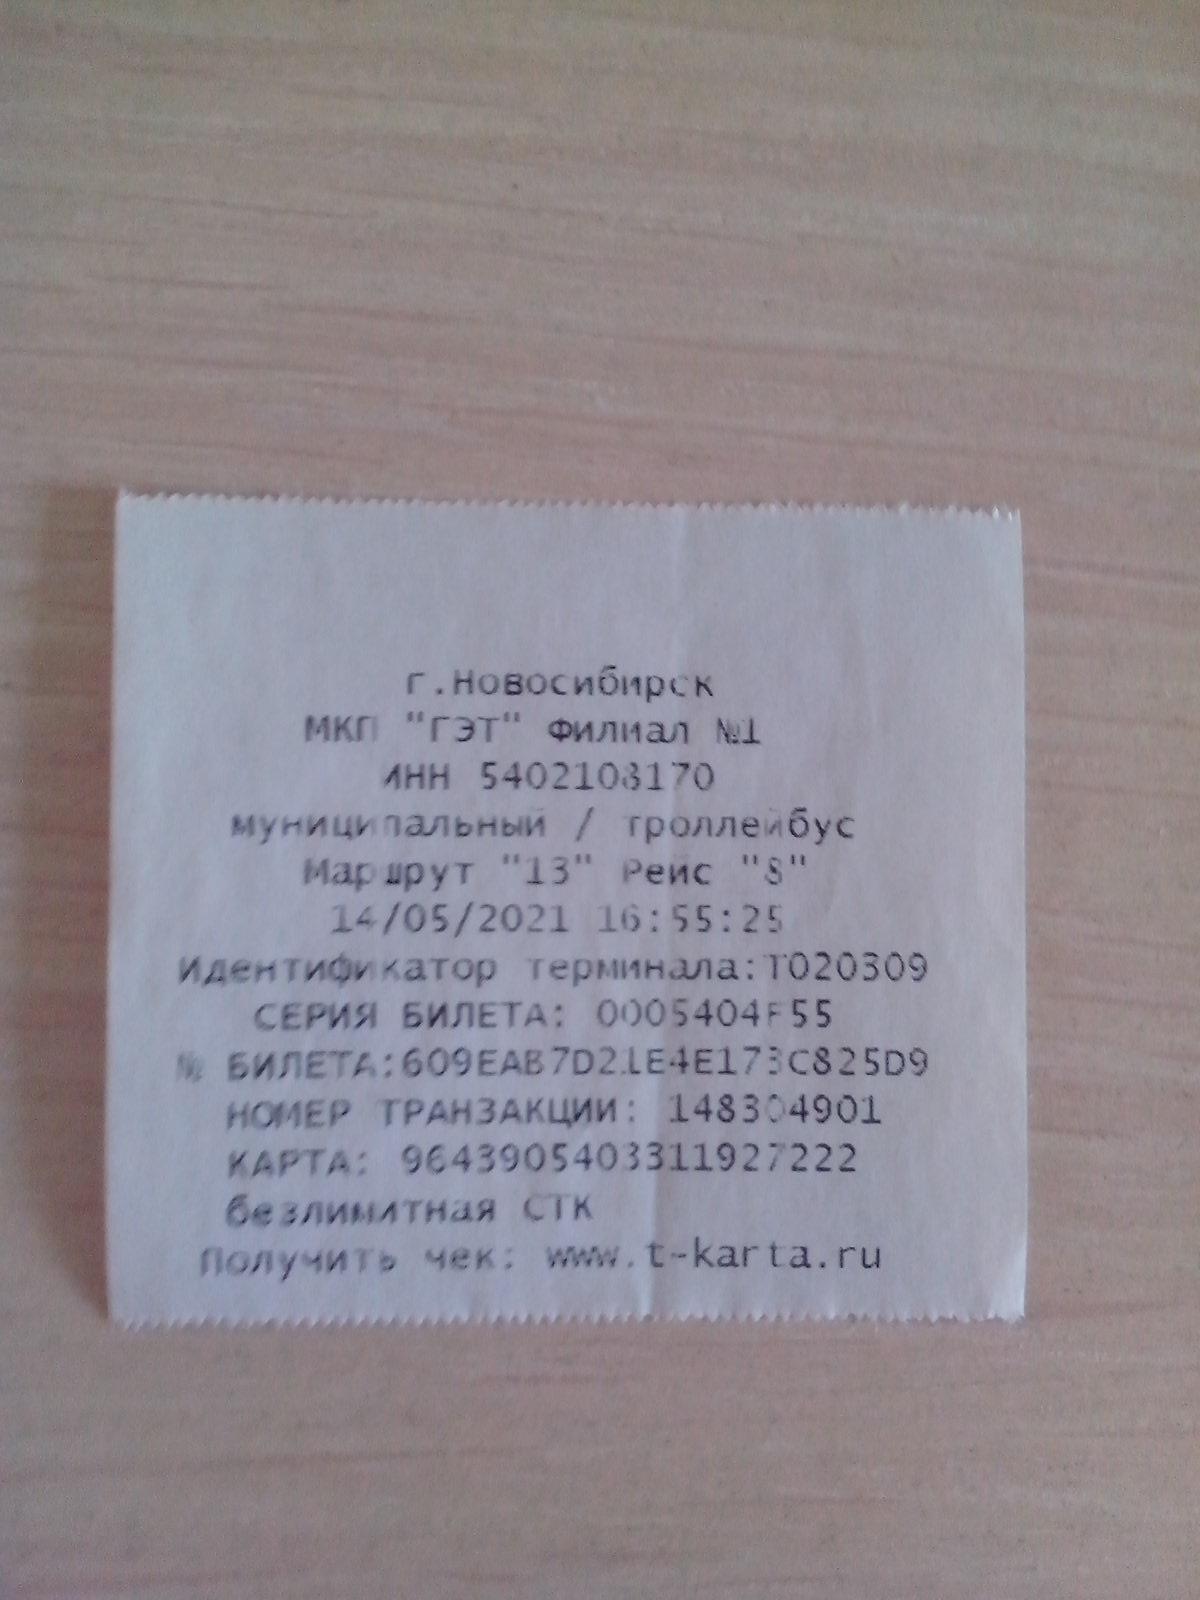 г.Новосибирск
МКП "ГЭТ" Филиал №1
ИНН 5402108170
муниципальный / троллейбус
Маршрут "13" Рейс "8"
14/05/2021 16:55:25
Идентификатор терминала:T020309
СЕРИЯ БИЛЕТА: 0005404F55
№ БИЛЕТА:609EAB7D21E4E173C825D9
НОМЕР ТРАНЗАКЦИИ: 148304901
КАРТА: 9643905403311927222
безлимитная СТК
Получить чек: www.t-karta.ru